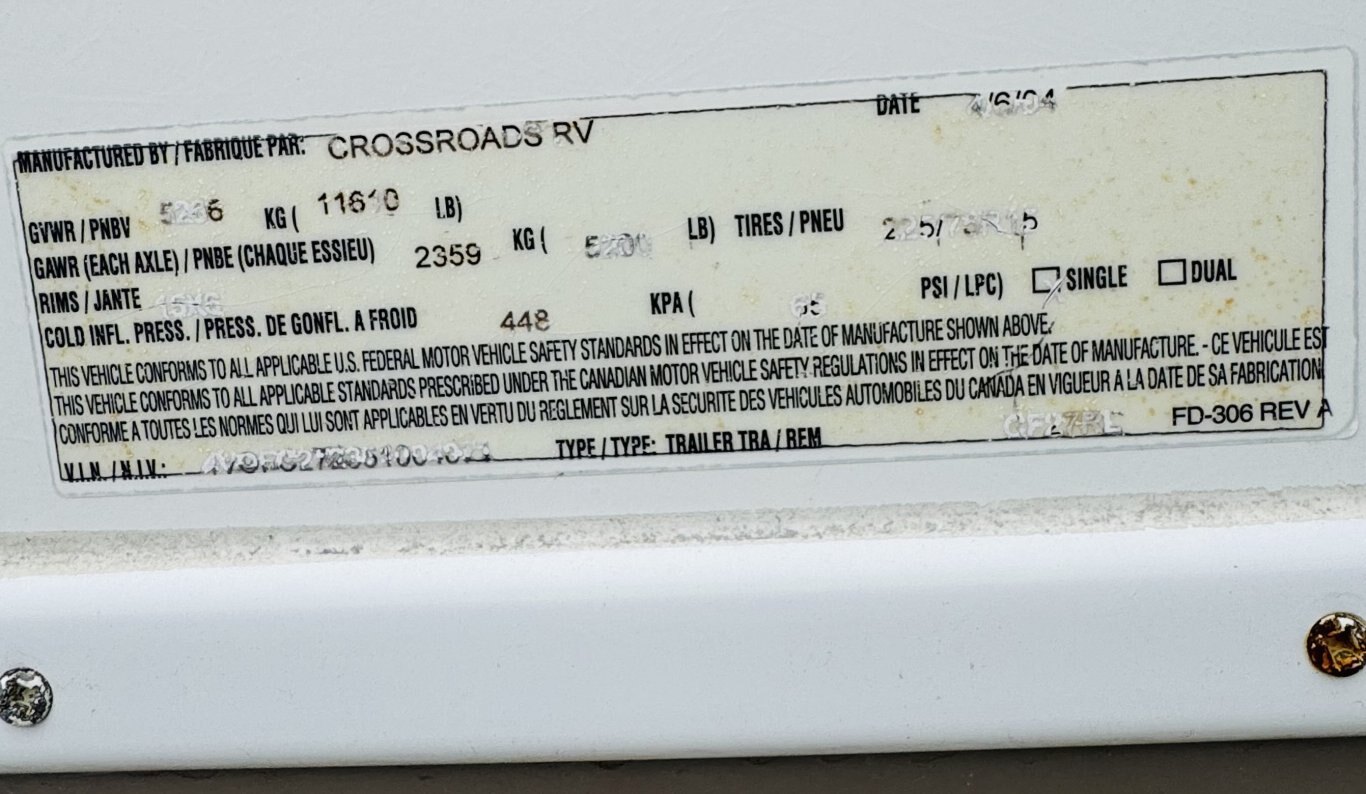 DATE 4/6/04
MANUFACTURED BY / FABRIQUE PAR: CROSSROADS RV
GVWR / PNBV KG ( 11610 LB)
GAWR (EACH AXLE) / PNBE (CHAQUE ESSIEU) 2359 KG ( 5200 LB) TIRES / PNEU
RIMS / JANTE
COLD INFL. PRESS. / PRESS. DE GONFL. A FROID 448 KPA ( 65 PSI / LPC) SINGLE DUAL
THIS VEHICLE CONFORMS TO ALL APPLICABLE U.S. FEDERAL MOTOR VEHICLE SAFETY STANDARDS IN EFFECT ON THE DATE OF MANUFACTURE SHOWN ABOVE.
THIS VEHICLE CONFORMS TO ALL APPLICABLE STANDARDS PRESCRIBED UNDER THE CANADIAN MOTOR VEHICLE SAFETY REGULATIONS IN EFFECT ON THE DATE OF MANUFACTURE. - CE VEHICULE EST
CONFORME A TOUTES LES NORMES QUI LUI SONT APPLICABLES EN VERTU DU REGLEMENT SUR LA SECURITE DES VEHICULES AUTOMOBILES DU CANADA EN VIGUEUR A LA DATE DE SA FABRICATION
V.I.N. / N.I.V.: TYPE / TYPE: TRAILER TRA / REM FD-306 REV A